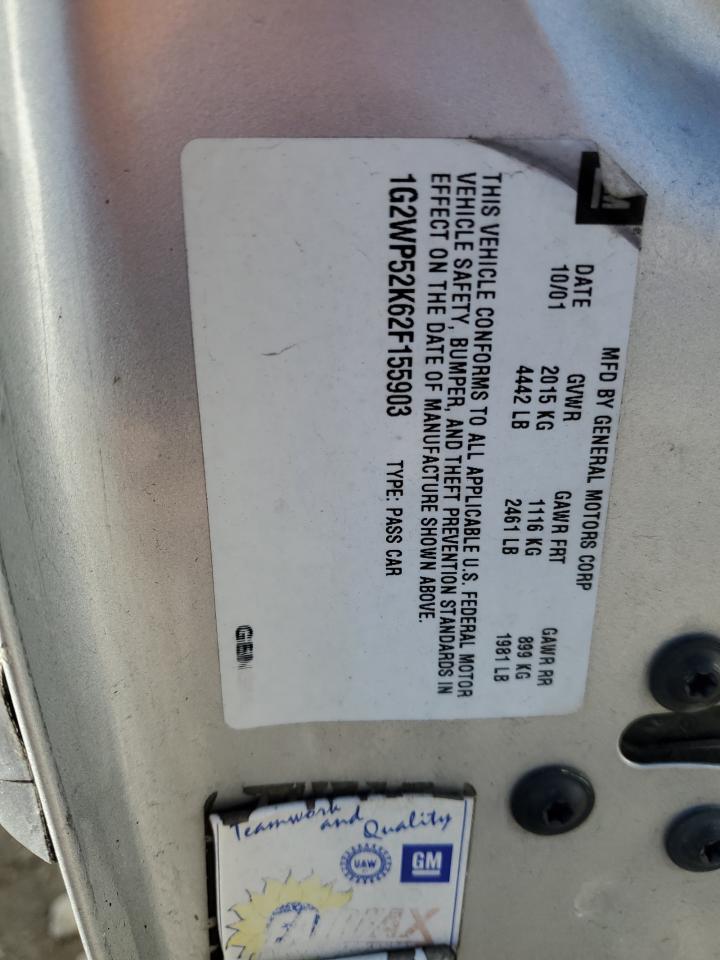 GM
MFD BY GENERAL MOTORS CORP
DATE GVWR GAWR FRT GAWR RR
10/01 2015 KG 1116 KG 899 KG
4442 LB 2461 LB 1981 LB
THIS VEHICLE CONFORMS TO ALL APPLICABLE U.S. FEDERAL MOTOR
VEHICLE SAFETY, BUMPER, AND THEFT PREVENTION STANDARDS IN
EFFECT ON THE DATE OF MANUFACTURE SHOWN ABOVE.
1G2WP52K62F155903 TYPE: PASS CAR
Teamwork
and
Quality
UAW
GM